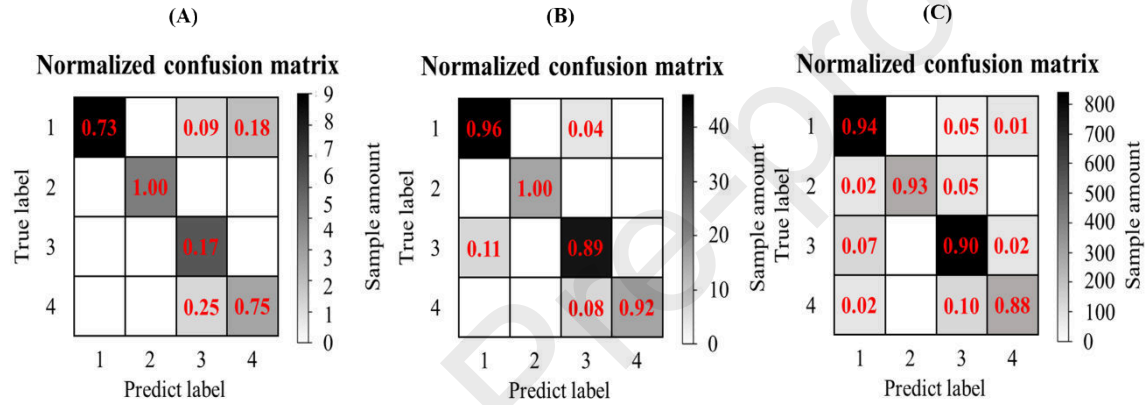 (A)
Normalized confusion matrix
True label
1
2
3
4
0.73 0.09 0.18
1.00
0.17
0.25 0.75
1 2 3 4
Predict label
9
8
7
6
5
4
3
2
1
0
Sample amount
(B)
Normalized confusion matrix
True label
1
2
3
4
0.96 0.04
1.00
0.11 0.89
0.08 0.92
1 2 3 4
Predict label
40
30
20
10
0
Sample amount
(C)
Normalized confusion matrix
True label
1
2
3
4
0.94 0.05 0.01
0.02 0.93 0.05
0.07 0.90 0.02
0.02 0.10 0.88
1 2 3 4
Predict label
800
700
600
500
400
300
200
100
0
Sample amount
Pre-pro